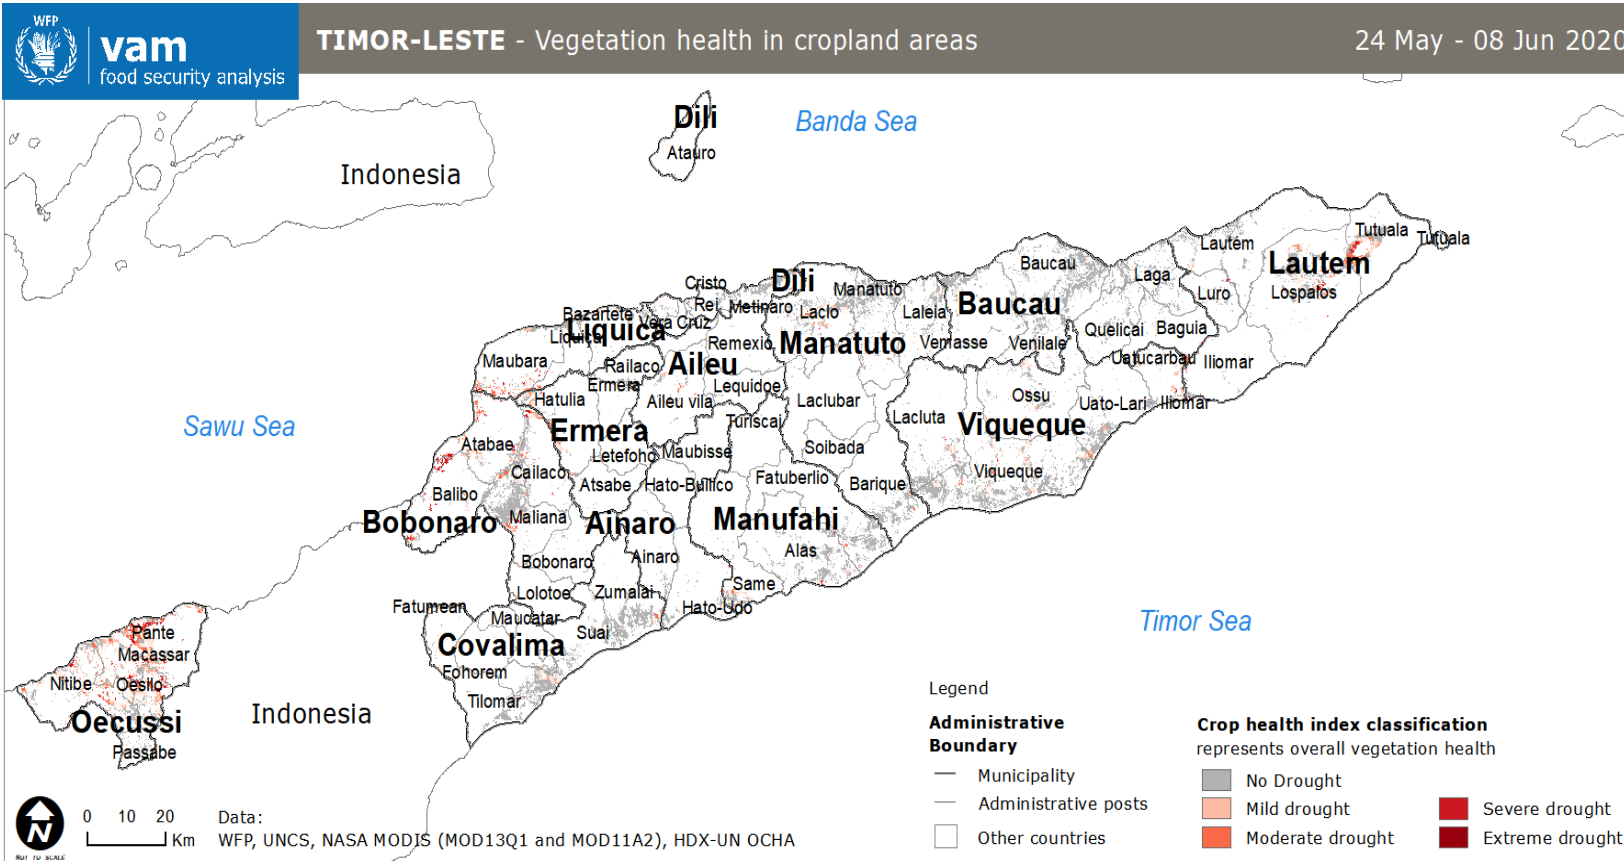 WFP
vam
food security analysis
TIMOR-LESTE - Vegetation health in cropland areas
24 May - 08 Jun 2020
Dili
Atauro
Banda Sea
Indonesia
Tutuala
Tutuala
Lautem
Lautém
Lospalos
Luro
Iliomar
Iliomar
Baucau
Baucau
Laga
Quelicai
Baguia
Vemasse
Venilale
Uatucarbau
Dili
Cristo
Rei
Metinaro
Vera Cruz
Manatuto
Laclo
Laleia
Manatuto
Laclubar
Soibada
Barique
Bazartete
Liquica
Liquica
Maubara
Railaco
Remexio
Aileu
Lequidoe
Aileu vila
Ermera
Hatulia
Ermera
Letefoho
Atsabe
Turiscai
Maubisse
Hato-Builico
Fatuberlio
Ossu
Uato-Lari
Lacluta
Viqueque
Viqueque
Sawu Sea
Atabae
Cailaco
Balibo
Bobonaro
Maliana
Bobonaro
Lolotoe
Ainaro
Ainaro
Zumalai
Hato-Udo
Manufahi
Alas
Same
Timor Sea
Fatumean
Maucatar
Suai
Covalima
Fohorem
Tilomar
Pante
Macassar
Nitibe
Oesilo
Oecussi
Passabe
Indonesia
N
NOT TO SCALE
0 10 20
Km
Data:
WFP, UNCS, NASA MODIS (MOD13Q1 and MOD11A2), HDX-UN OCHA
Legend
Administrative
Boundary
Municipality
Administrative posts
Other countries
Crop health index classification
represents overall vegetation health
No Drought
Mild drought
Moderate drought
Severe drought
Extreme drought